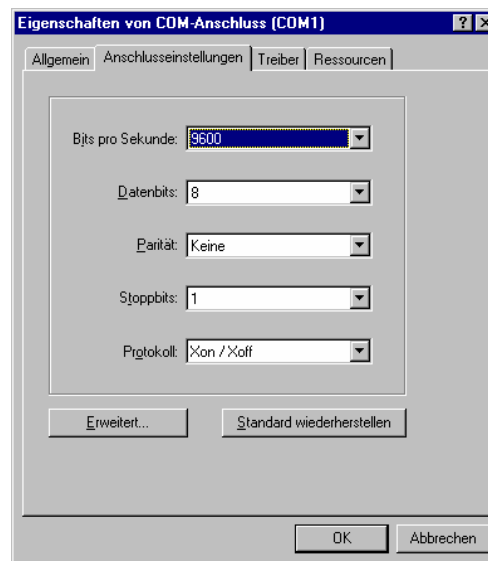 Eigenschaften von COM-Anschluss (COM1)
Allgemein Anschlusseinstellungen Treiber Ressourcen
Bits pro Sekunde: 9600
Datenbits: 8
Parität: Keine
Stoppbits: 1
Protokoll: Xon / Xoff
Erweitert... Standard wiederherstellen
OK Abbrechen